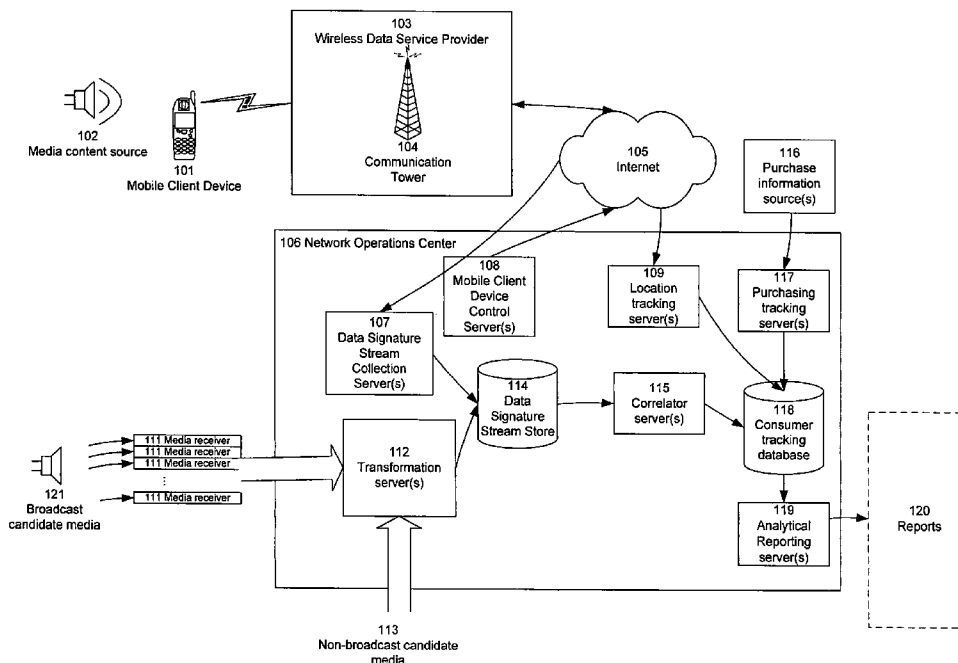 103
Wireless Data Service Provider
102
Media content source
101
Mobile Client Device
104
Communication
Tower
105
Internet
116
Purchase
information
source(s)
106 Network Operations Center
108
Mobile Client
Device
Control
Server(s)
109
Location
tracking
server(s)
117
Purchasing
tracking
server(s)
107
Data Signature
Stream
Collection
Server(s)
114
Data
Signature
Stream Store
115
Correlator
server(s)
118
Consumer
tracking
database
111 Media receiver
111 Media receiver
111 Media receiver
111 Media receiver
121
Broadcast
candidate media
112
Transformation
server(s)
119
Analytical
Reporting
server(s)
120
Reports
113
Non-broadcast candidate
media